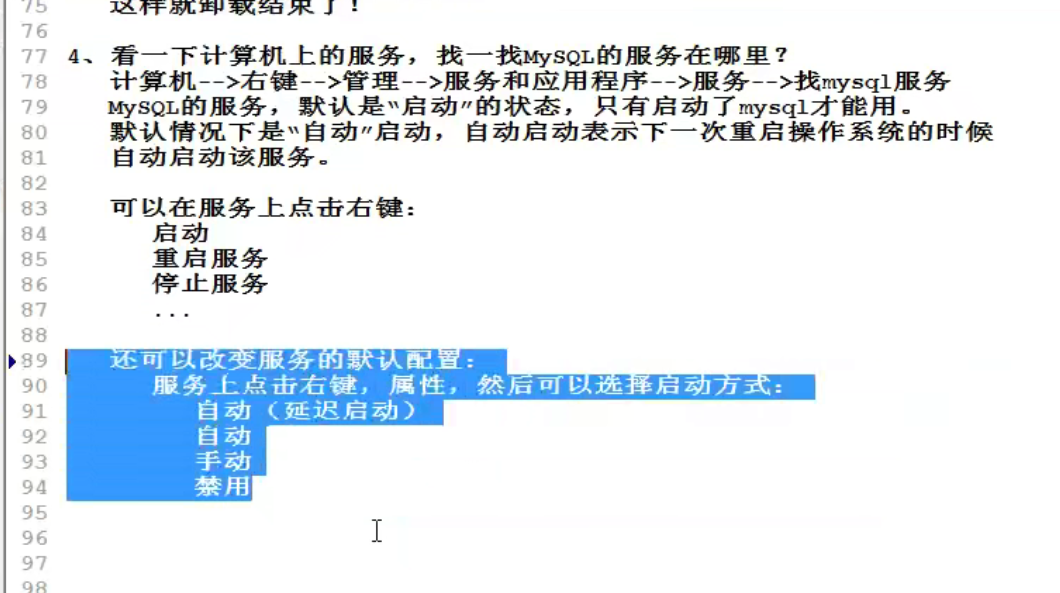 75 这样就卸载结束了！
76
77 4、看一下计算机上的服务，找一找MySQL的服务在哪里？
78 计算机-->右键-->管理-->服务和应用程序-->服务-->找mysql服务
79 MySQL的服务，默认是“启动”的状态，只有启动了mysql才能用。
80 默认情况下是“自动”启动，自动启动表示下一次重启操作系统的时候
81 自动启动该服务。
82
83 可以在服务上点击右键：
84 启动
85 重启服务
86 停止服务
87 ...
88
89 还可以改变服务的默认配置：
90 服务上点击右键，属性，然后可以选择启动方式：
91 自动（延迟启动）
92 自动
93 手动
94 禁用
95
96
97
98